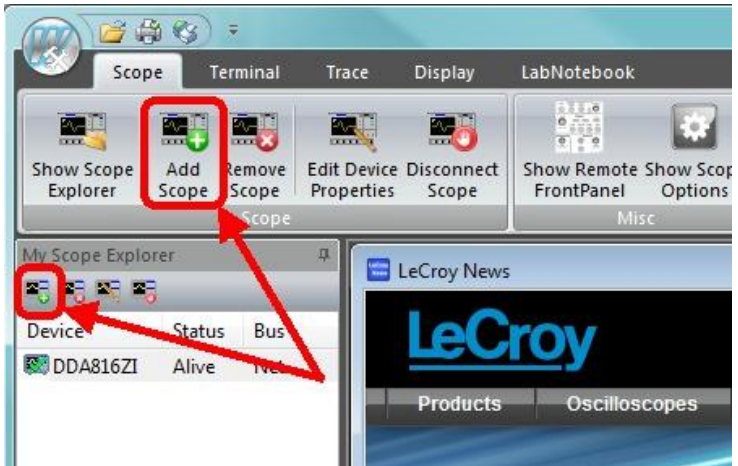 Scope Terminal Trace Display LabNotebook
Show Scope Explorer
Add Scope
Remove Scope
Edit Device Properties
Disconnect Scope
Show Remote FrontPanel
Show Options
Scope
Misc
My Scope Explorer
Device Status Bus
DDA816ZI Alive Net
LeCroy News
LeCroy
Products Oscilloscopes